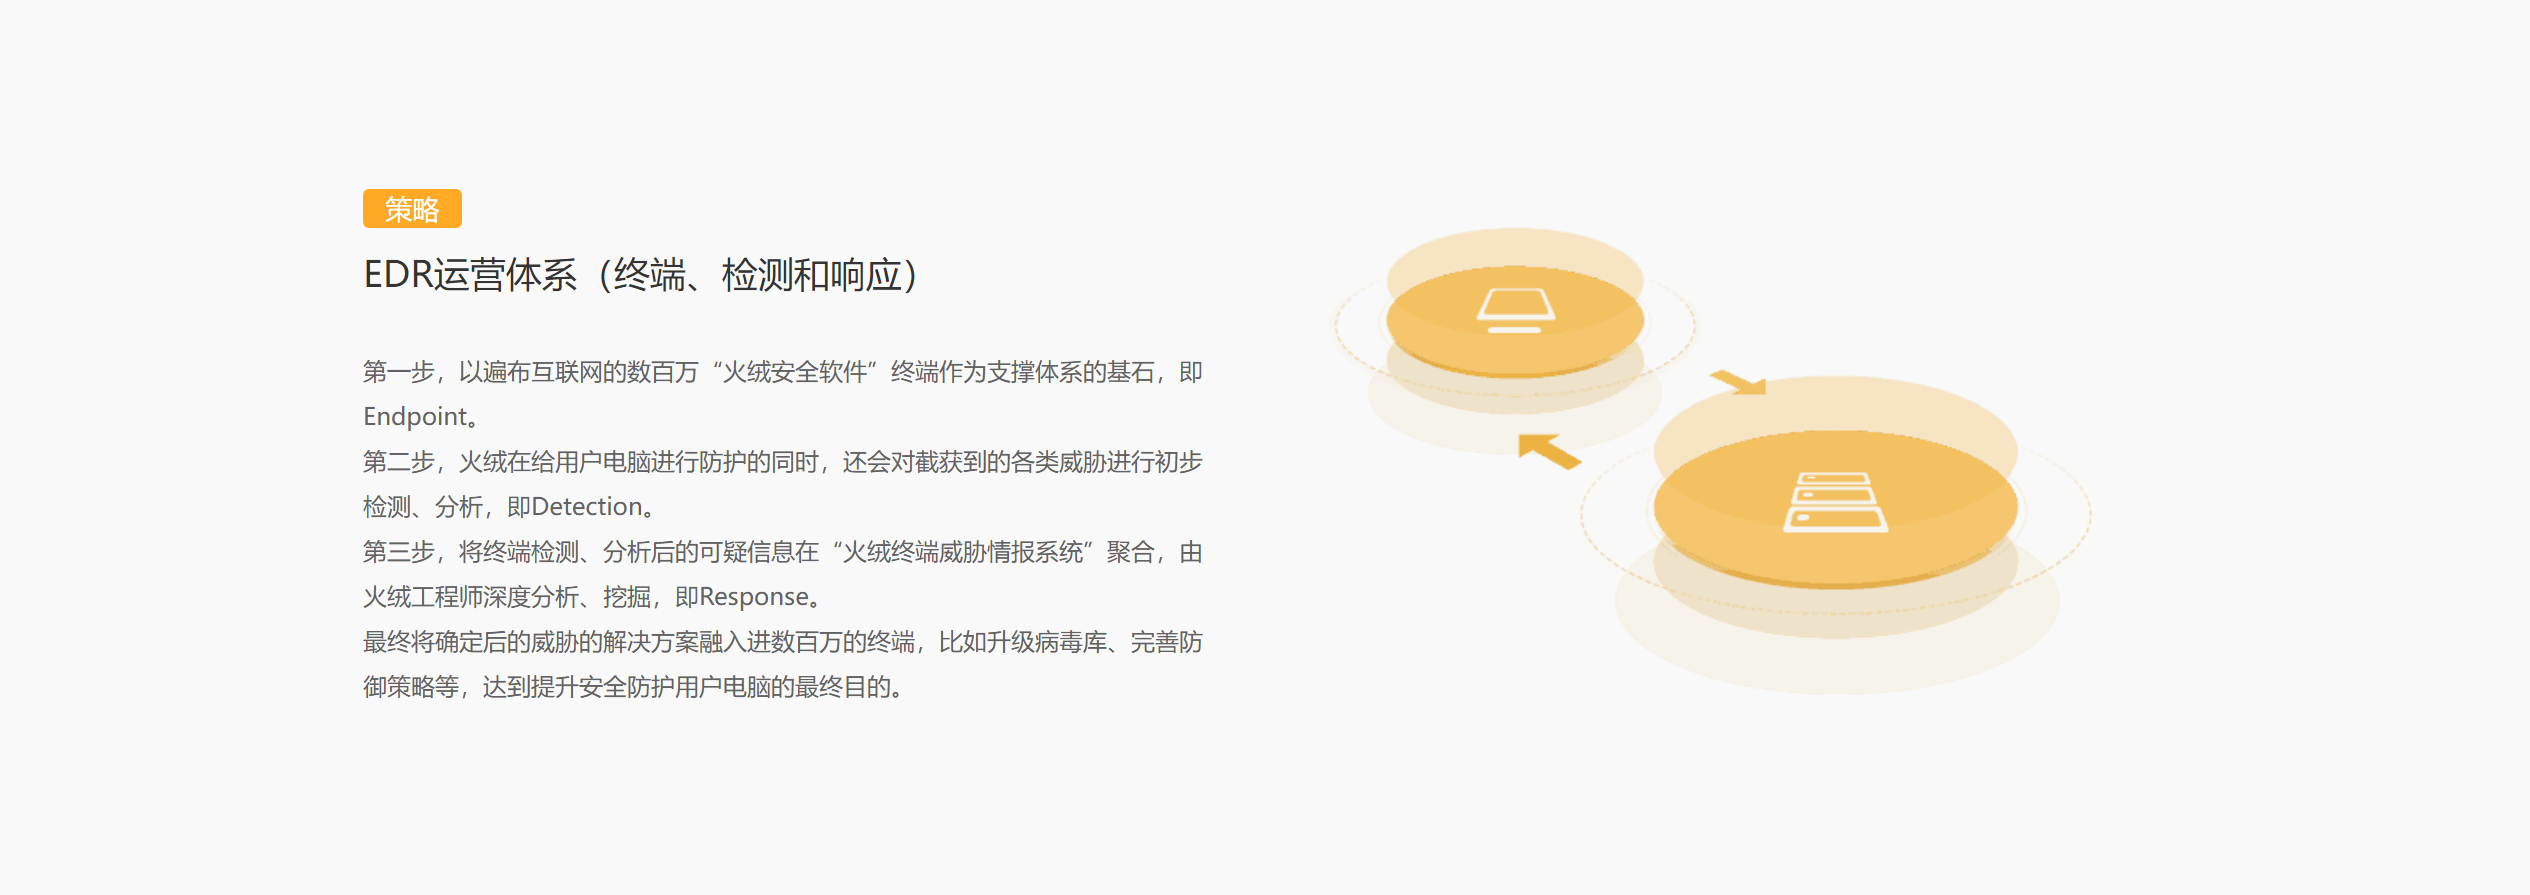 策略
EDR运营体系（终端、检测和响应）
第一步，以遍布互联网的数百万“火绒安全软件”终端作为支撑体系的基石，即
Endpoint。
第二步，火绒在给用户电脑进行防护的同时，还会对截获到的各类威胁进行初步
检测、分析，即Detection。
第三步，将终端检测、分析后的可疑信息在“火绒终端威胁情报系统”聚合，由
火绒工程师深度分析、挖掘，即Response。
最终将确定后的威胁的解决方案融入进数百万的终端，比如升级病毒库、完善防
御策略等，达到提升安全防护用户电脑的最终目的。